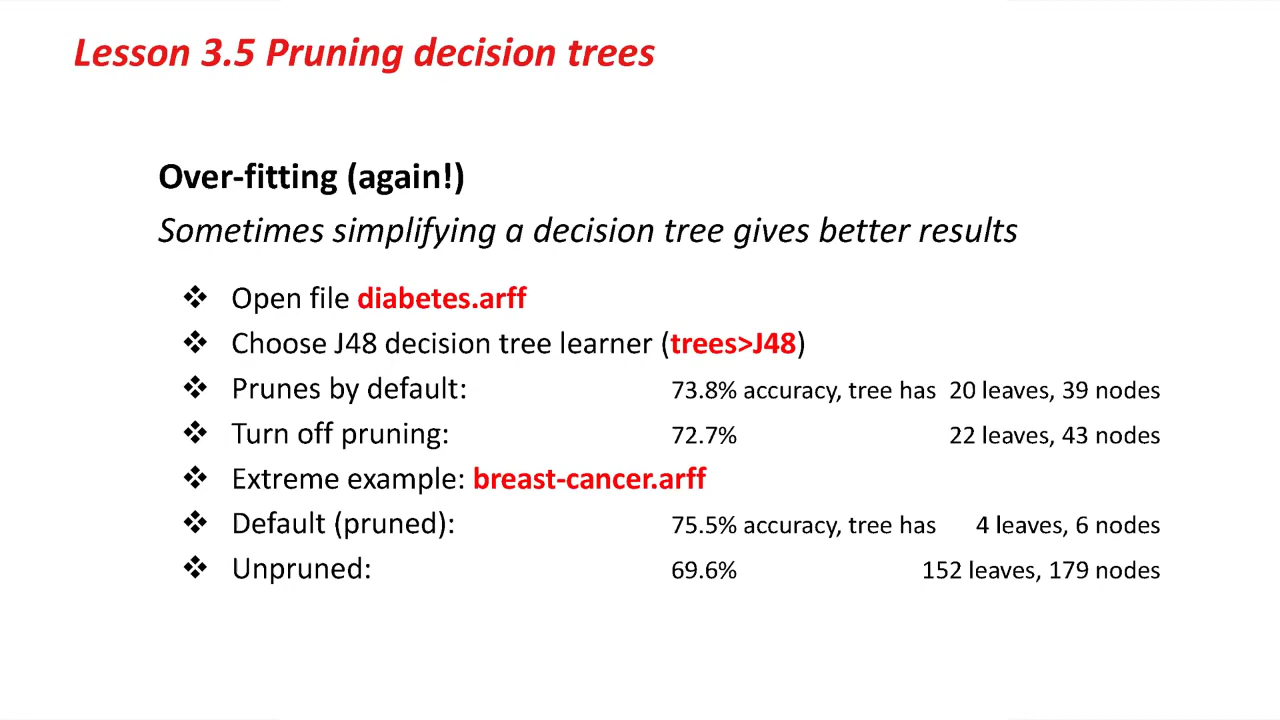 Lesson 3.5 Pruning decision trees
Over-fitting (again!)
Sometimes simplifying a decision tree gives better results
❖ Open file diabetes.arff
❖ Choose J48 decision tree learner (trees>J48)
❖ Prunes by default: 73.8% accuracy, tree has 20 leaves, 39 nodes
❖ Turn off pruning: 72.7% 22 leaves, 43 nodes
❖ Extreme example: breast-cancer.arff
❖ Default (pruned): 75.5% accuracy, tree has 4 leaves, 6 nodes
❖ Unpruned: 69.6% 152 leaves, 179 nodes